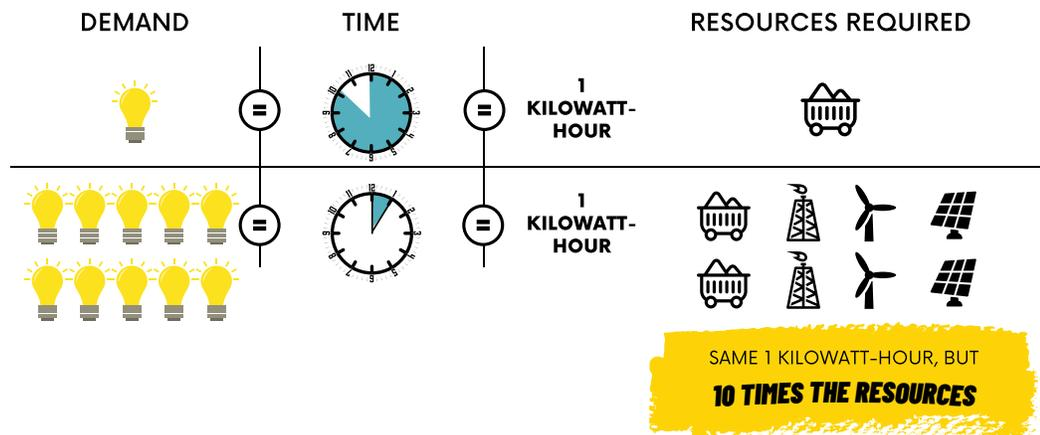 DEMAND
TIME
RESOURCES REQUIRED
1
KILOWATT-
HOUR
1
KILOWATT-
HOUR
SAME 1 KILOWATT-HOUR, BUT
10 TIMES THE RESOURCES